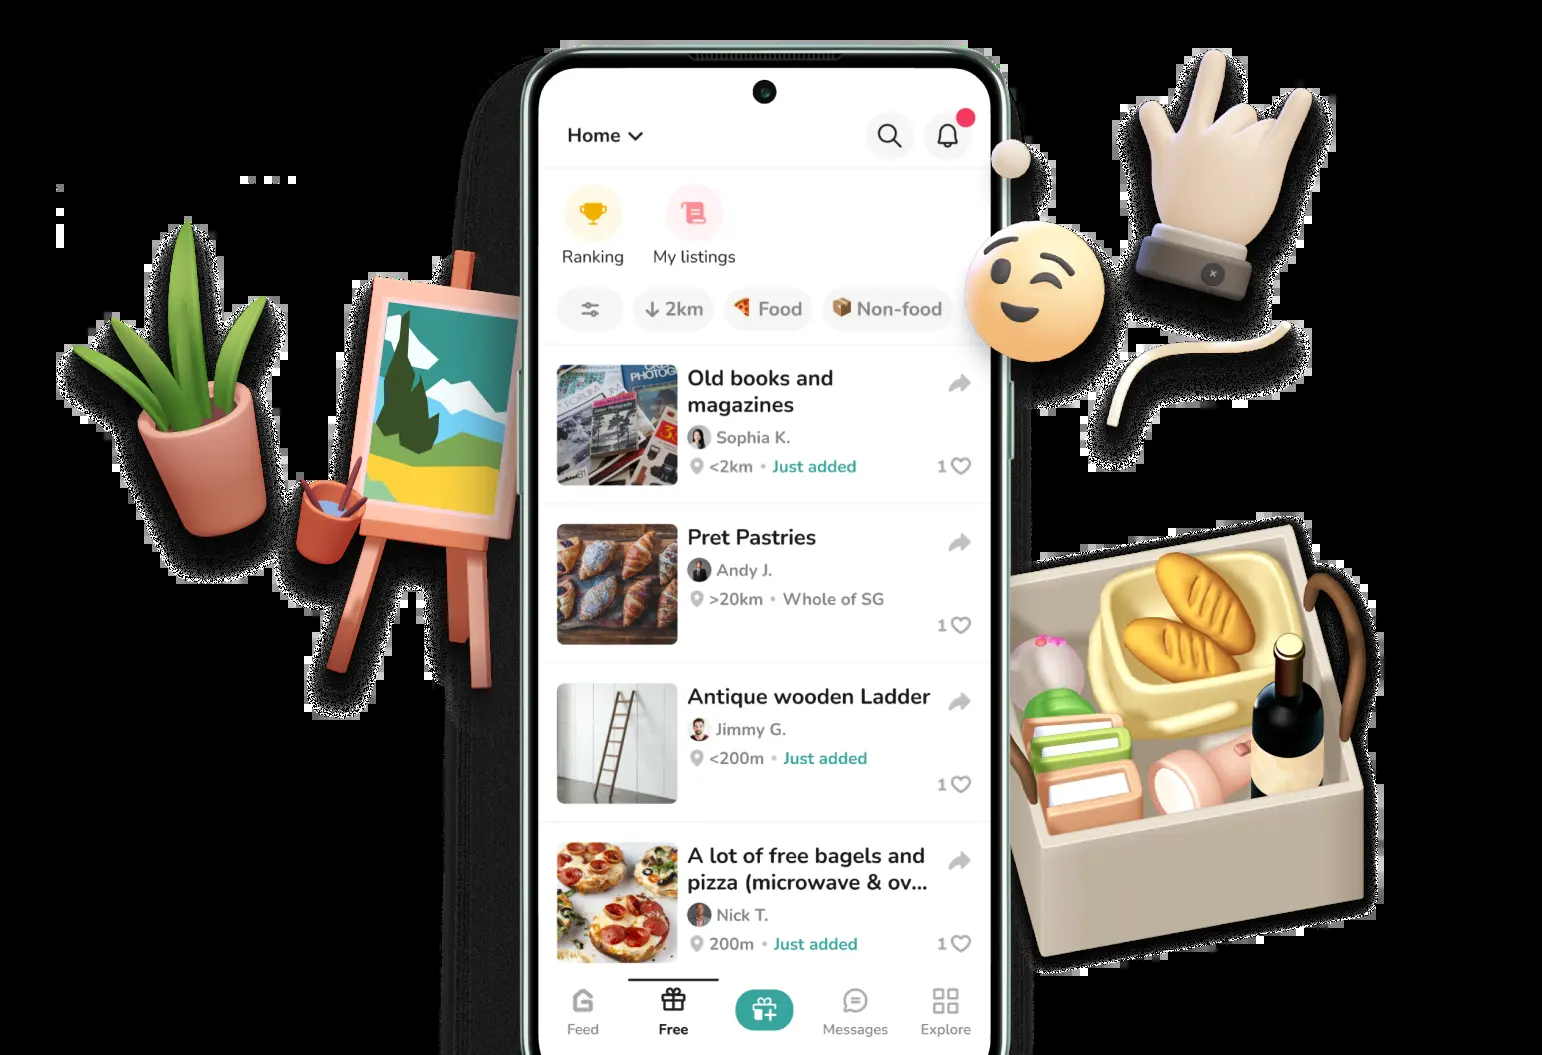 Home
Ranking
My listings
2km
Food
Non-food
Old books and
magazines
Sophia K.
<2km • Just added
1
Pret Pastries
Andy J.
>20km • Whole of SG
1
Antique wooden Ladder
Jimmy G.
<200m • Just added
1
A lot of free bagels and
pizza (microwave & ov...
Nick T.
200m • Just added
1
Feed
Free
Messages
Explore